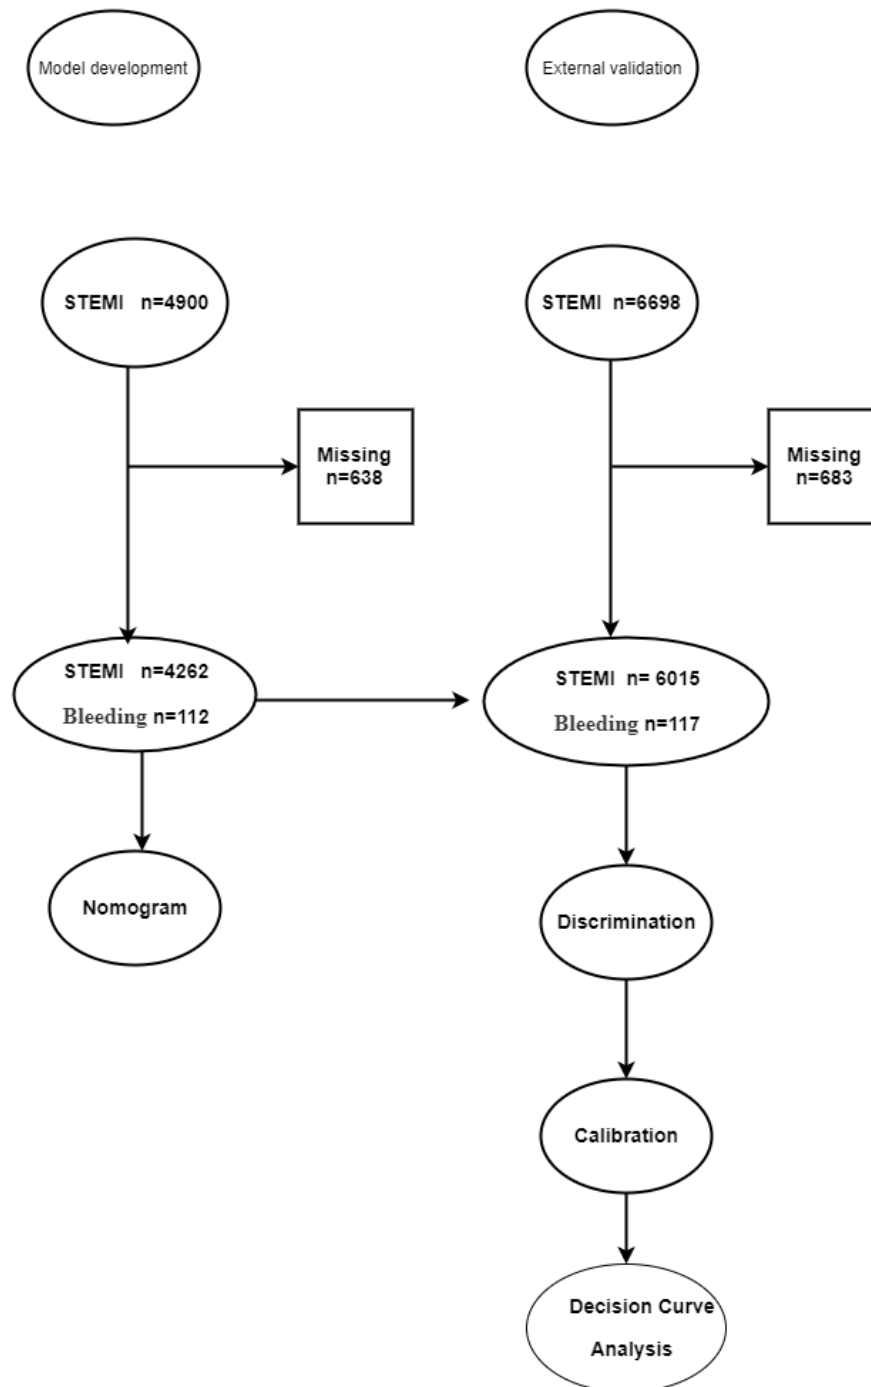 Model development
External validation
STEMI n=4900
STEMI n=6698
Missing
n=638
Missing
n=683
STEMI n=4262
Bleeding n=112
STEMI n= 6015
Bleeding n=117
Nomogram
Discrimination
Calibration
Decision Curve
Analysis